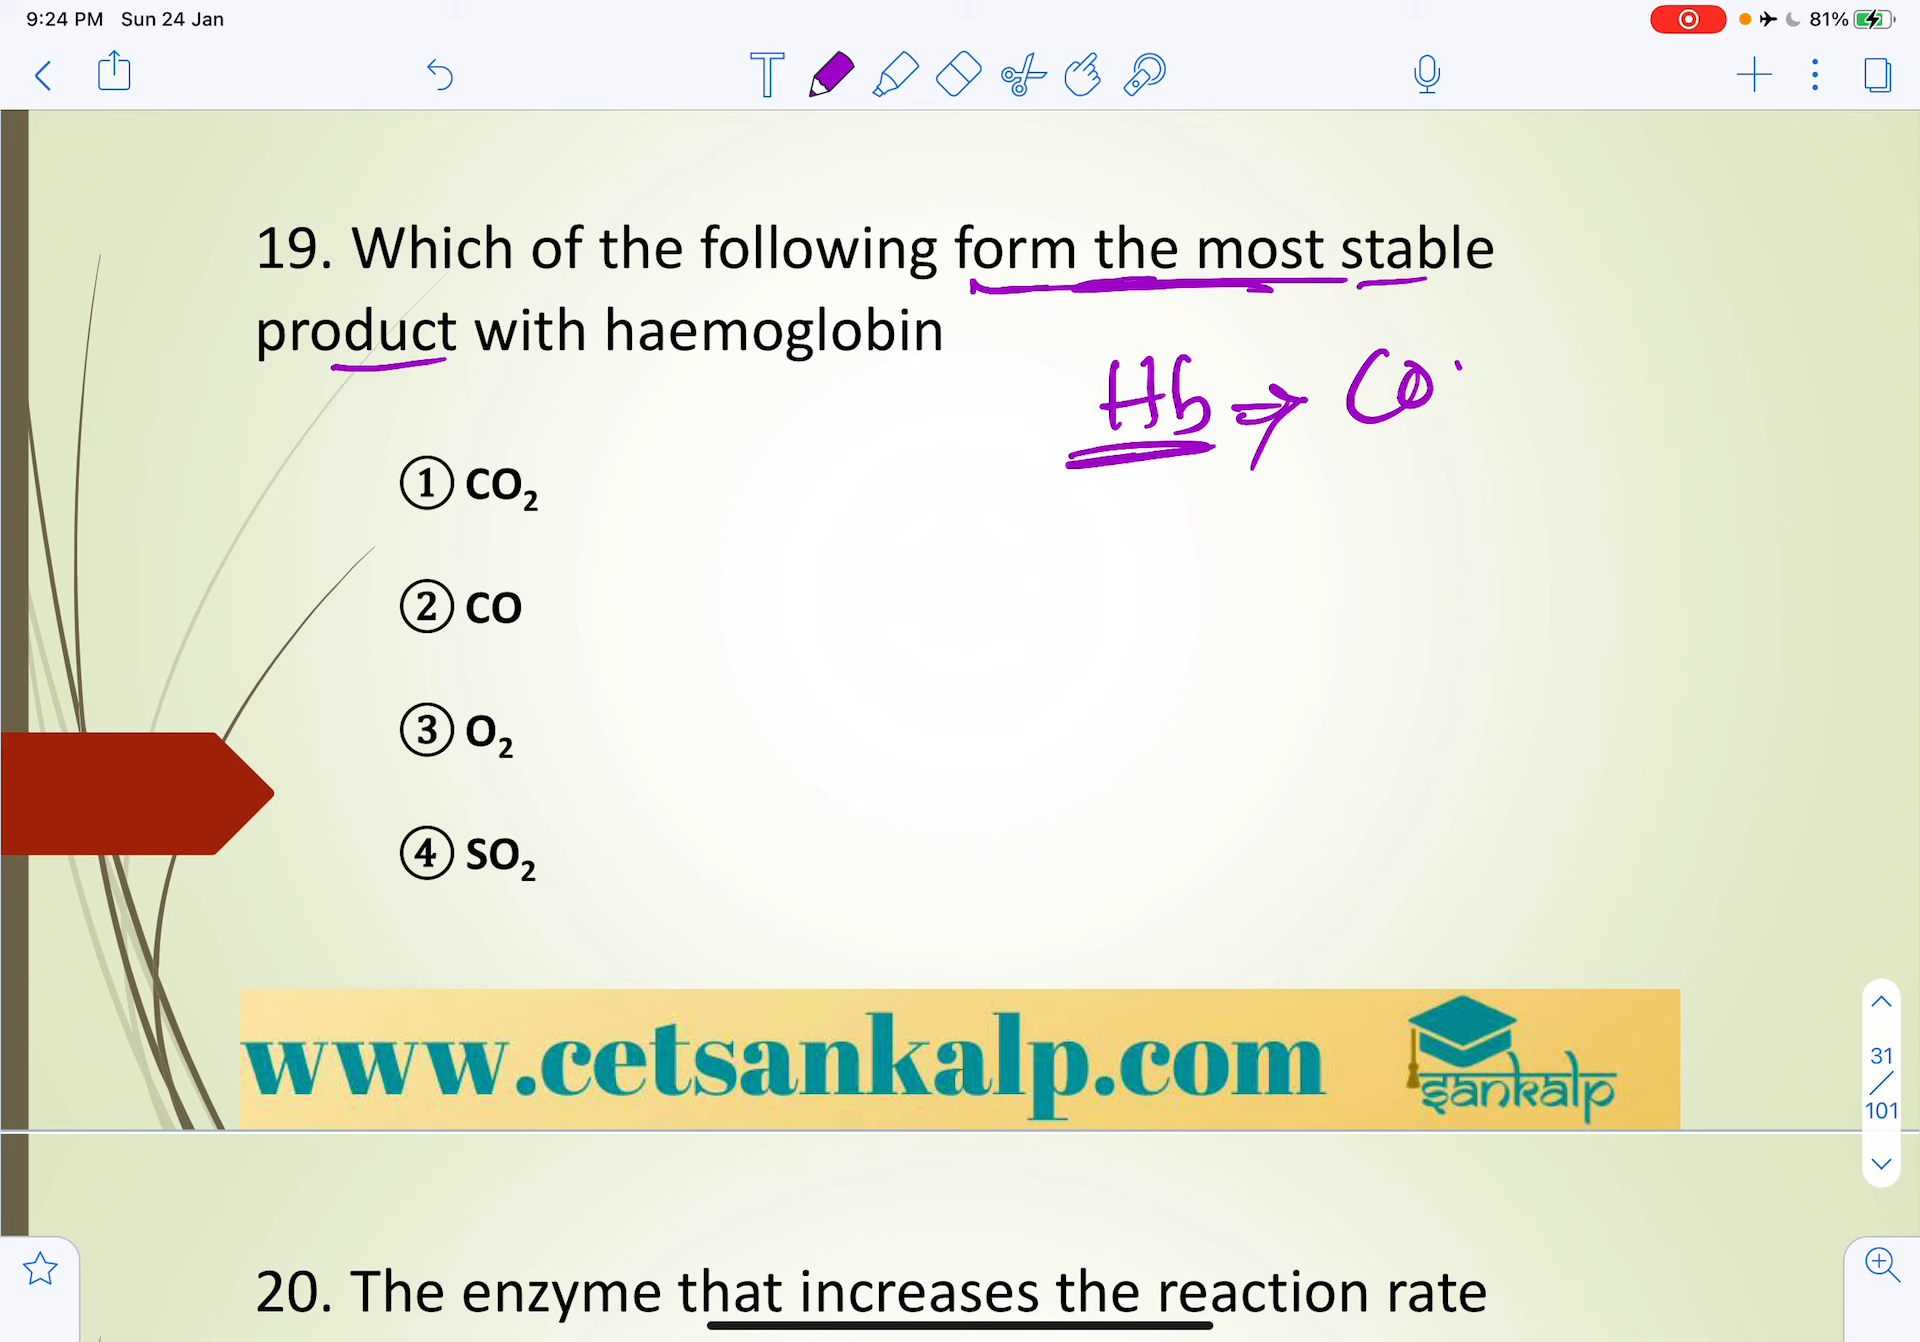 9:24 PM Sun 24 Jan
81%
19. Which of the following form the most stable
product with haemoglobin
Hb ⇒ CO
① CO₂
② CO
③ O₂
④ SO₂
www.cetsankalp.com
sankalp
31
/
101
20. The enzyme that increases the reaction rate